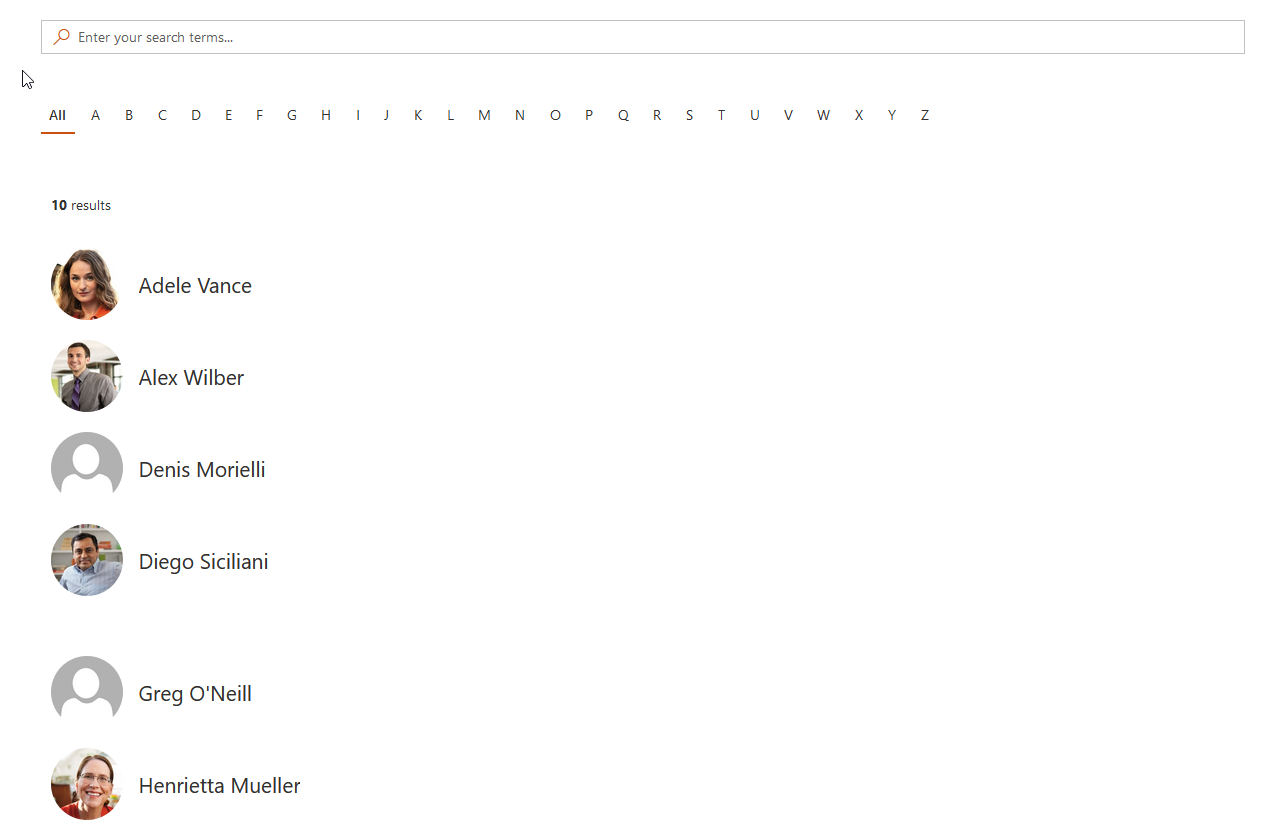 Enter your search terms...
All A B C D E F G H I J K L M N O P Q R S T U V W X Y Z
10 results
Adele Vance
Alex Wilber
Denis Morielli
Diego Siciliani
Greg O'Neill
Henrietta Mueller